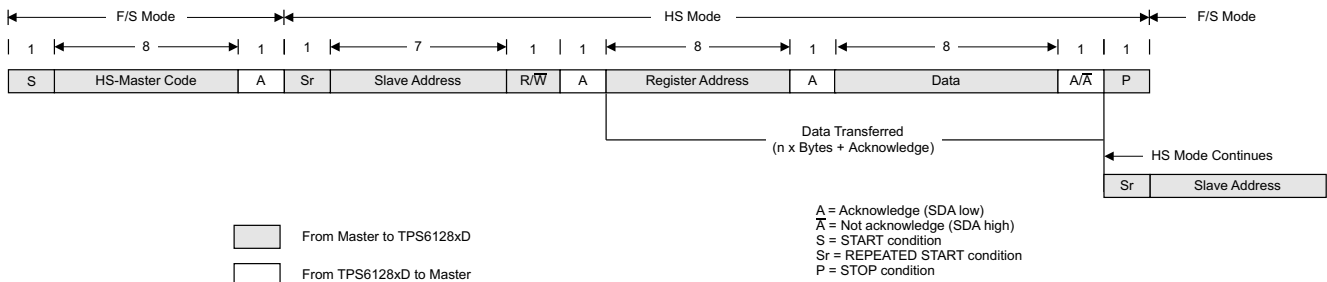 F/S Mode HS Mode F/S Mode
1 8 1 1 7 1 1 8 1 8 1 1
S HS-Master Code A Sr Slave Address R/W̅ A Register Address A Data A/A̅ P
Data Transferred
(n x Bytes + Acknowledge)
HS Mode Continues
Sr Slave Address
A = Acknowledge (SDA low)
A̅ = Not acknowledge (SDA high)
S = START condition
Sr = REPEATED START condition
P = STOP condition
From Master to TPS6128xD
From TPS6128xD to Master